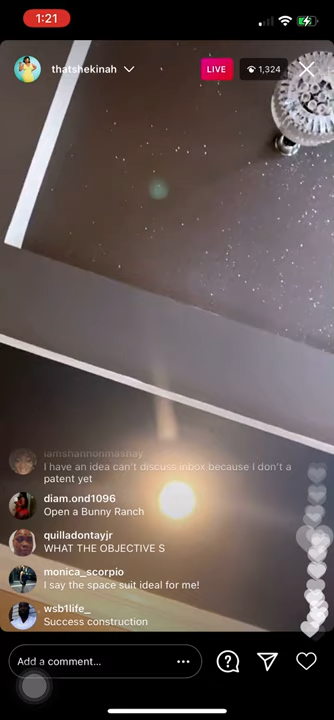 1:21
thatshekinah
LIVE
1,324
iamshannonmashay
I have an idea can't discuss inbox because I don't a
patent yet
diam.ond1096
Open a Bunny Ranch
quilladontayjr
WHAT THE OBJECTIVE S
monica_scorpio
I say the space suit ideal for me!
wsb1life_
Success construction
Add a comment...